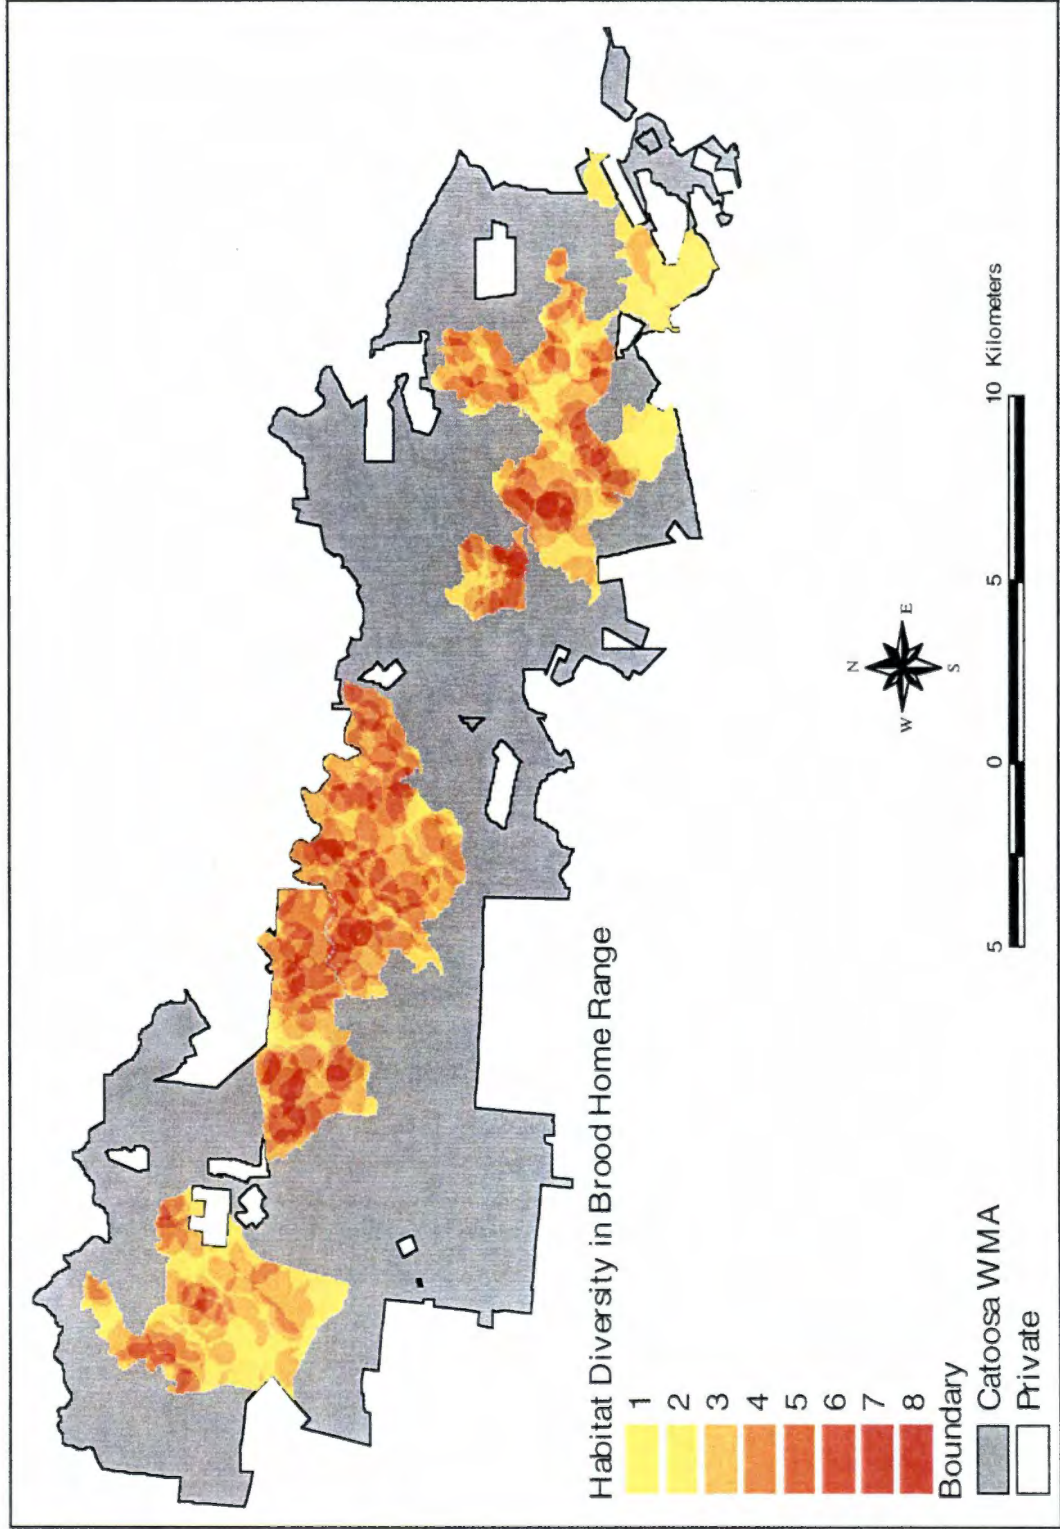 Habitat Diversity in Brood Home Range
1
2
3
4
5
6
7
8
Boundary
Catoosa WMA
Private
N
W E
S
5 0 5 10 Kilometers